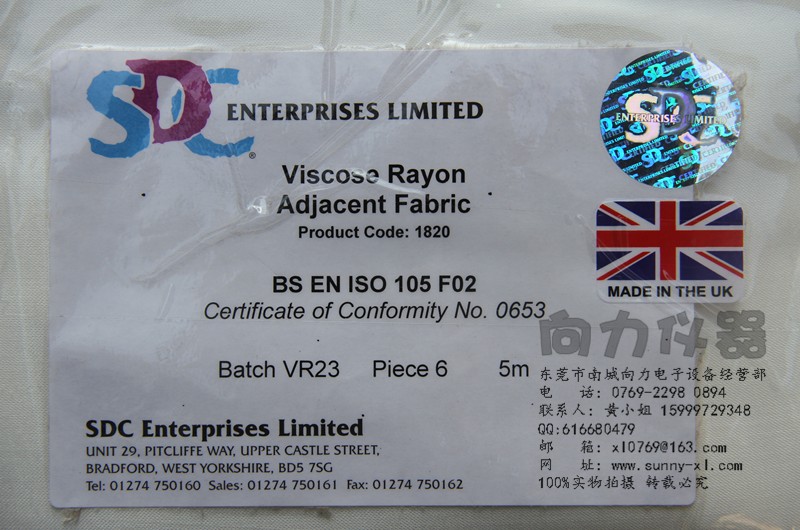 SDC ®
ENTERPRISES LIMITED
Viscose Rayon
Adjacent Fabric
Product Code: 1820
BS EN ISO 105 F02
Certificate of Conformity No. 0653
Batch VR23 Piece 6 5m
SDC Enterprises Limited
UNIT 29, PITCLIFFE WAY, UPPER CASTLE STREET,
BRADFORD, WEST YORKSHIRE, BD5 7SG
Tel: 01274 750160 Sales: 01274 750161 Fax: 01274 750162
SDC
ENTERPRISES LIMITED
MADE IN THE UK
向力仪器
东莞市南城向力电子设备经营部
电 话: 0769-2298 0894
联系人: 黄小姐 15999729348
QQ:616680479
邮 箱: xl0769@163.com
网 址: www.sunny-xl.com
100%实物拍摄 转载必究